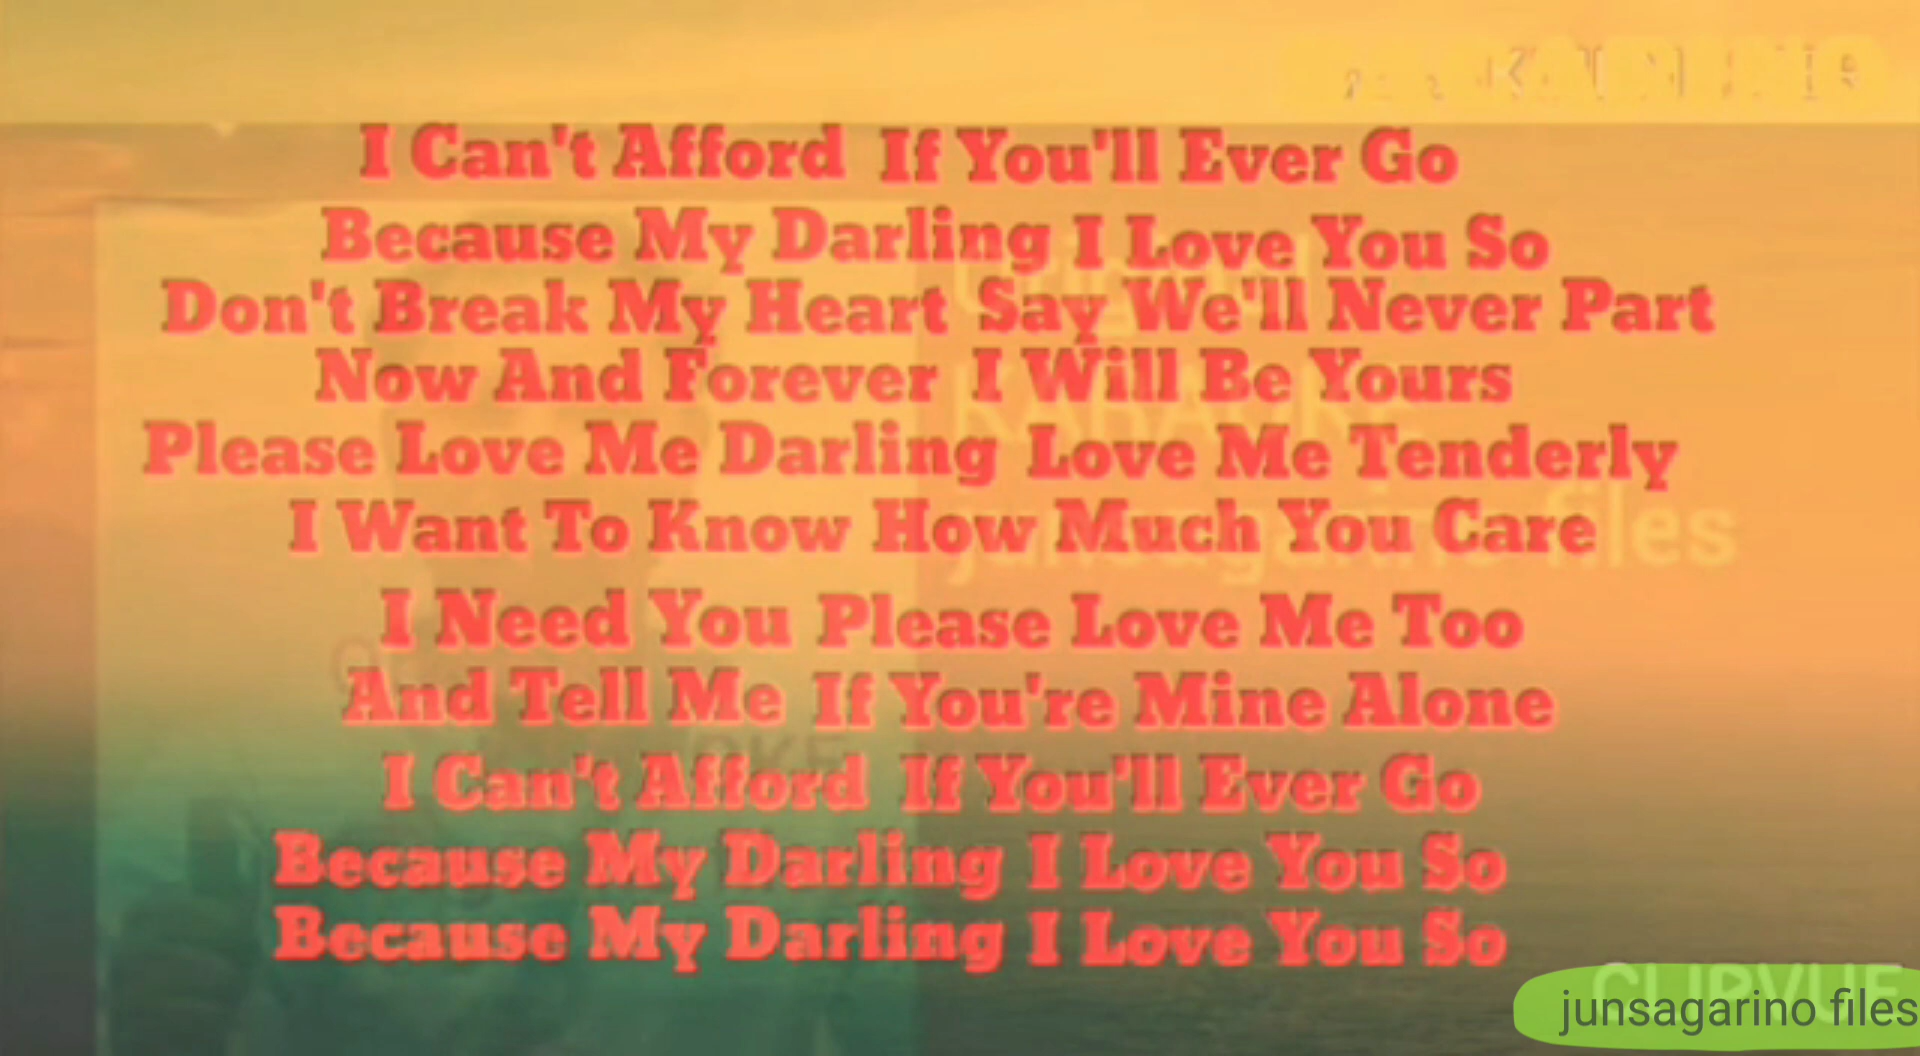 I Can't Afford If You'll Ever Go
Because My Darling I Love You So
Don't Break My Heart Say We'll Never Part
Now And Forever I Will Be Yours
Please Love Me Darling Love Me Tenderly
I Want To Know How Much You Care
I Need You Please Love Me Too
And Tell Me If You're Mine Alone
I Can't Afford If You'll Ever Go
Because My Darling I Love You So
Because My Darling I Love You So
KARAOKE
junsagarino files
CLIPVUE
junsagarino files